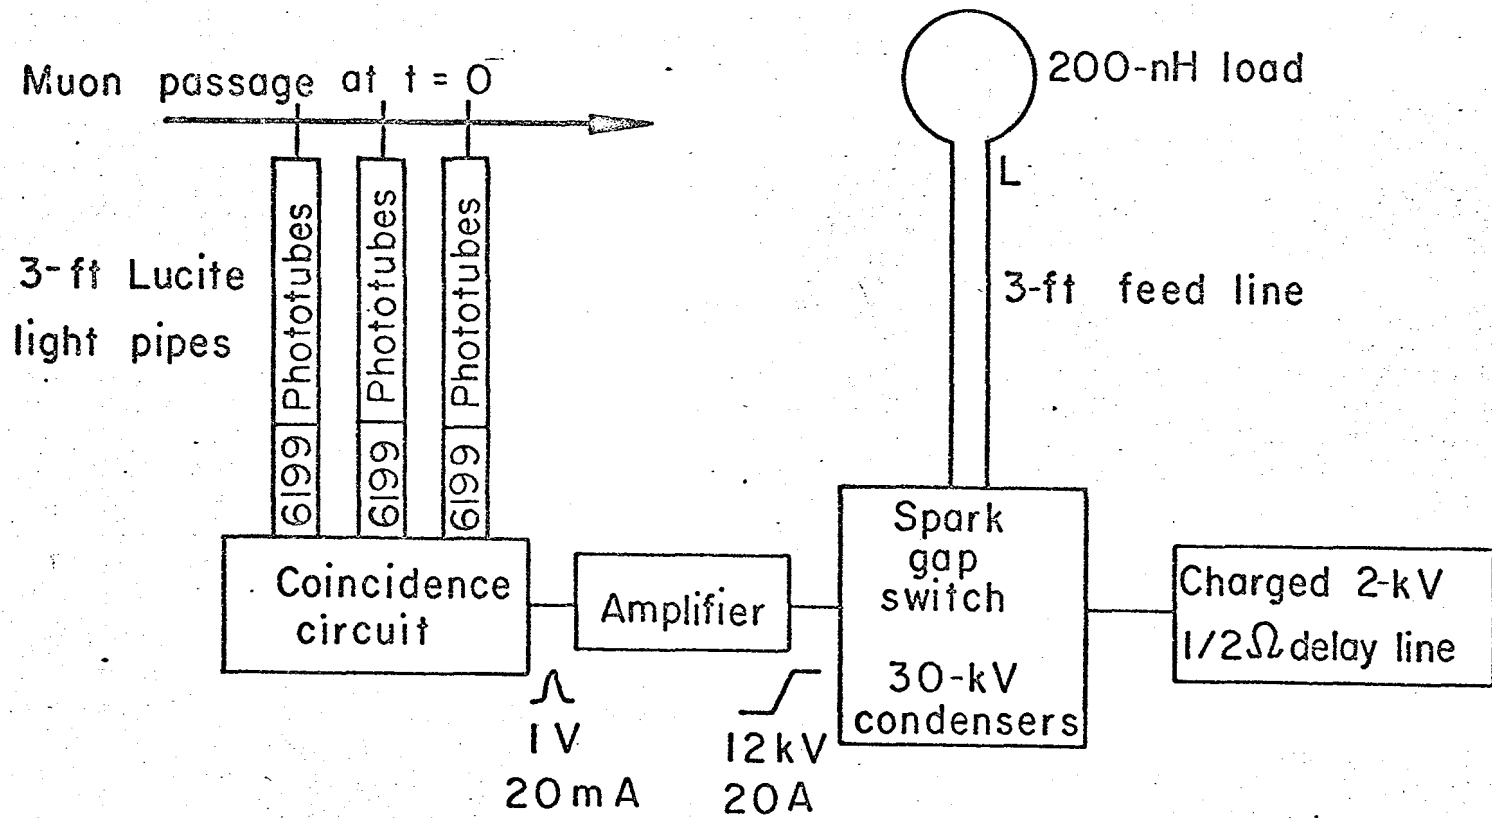 Muon passage at t = 0⁻
200-nH load
L
3-ft Lucite
light pipes
Phototubes
Phototubes
Phototubes
6199
6199
6199
3-ft feed line
Coincidence
circuit
Amplifier
Spark
gap
switch
30-kV
condensers
Charged 2-kV
1/2Ω delay line
1V
20mA
12kV
20A